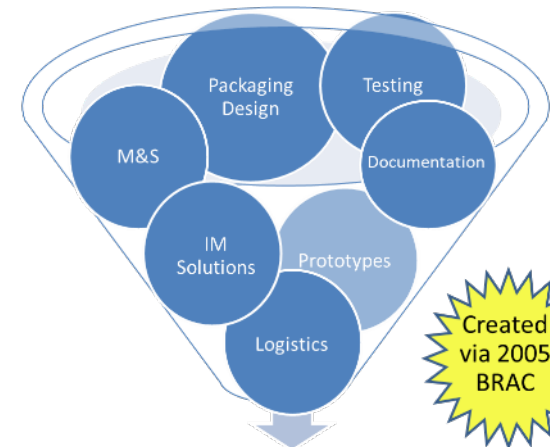 Packaging
Design
Testing
M&S
Documentation
IM
Solutions
Prototypes
Logistics
Created
via 2005
BRAC